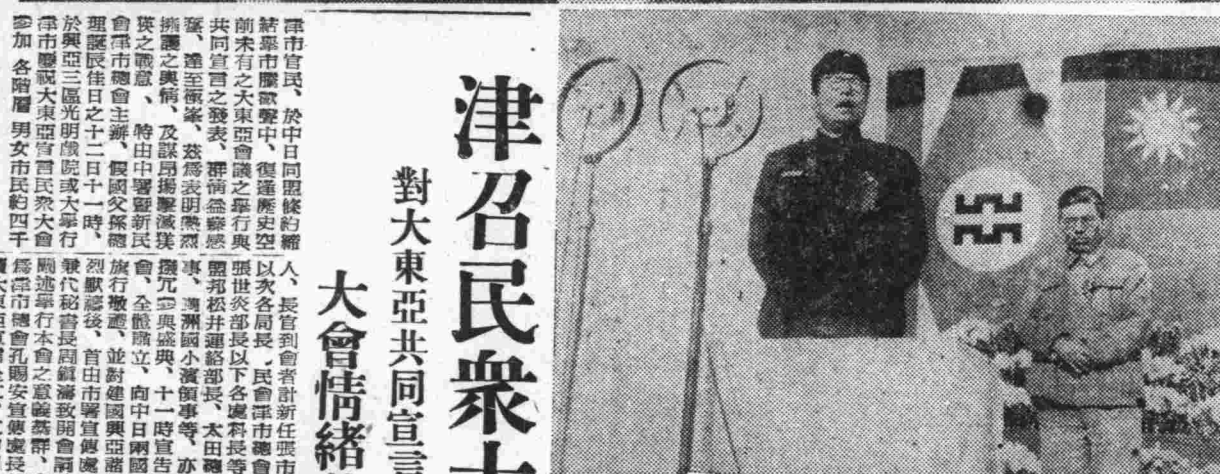 津召民衆大
對大東亞共同宣言
大會情緒
津市官民、於中日同盟條約締
結舉市騰歡聲中、復逢歷史空
前未有之大東亞會議之舉行與
共同宣言之發表、群情益藂感
奮、達至極峯、茲爲表明熱烈
擁護之輿情、及謀昂揚擊滅美
英之戰意、特由中署暨新民
會津市總會主辦、假國父孫總
理誕辰佳日之十二日十一時、
於興亞三區光明戲院或大舉行
津市慶祝大東亞宣言民衆大會
參加各階層男女市民約四千
人、長官到會者計新任張市
以次各局長、民會津市總會
張世炎部長以下各處科長等
盟邦松井連絡部長、太田總
事、滿洲國小濱領事等、亦
撥冗參與盛典、十一時宣告
會、全體肅立、向中日兩國
旗行敬禮、並對建國興亞諸
烈默禱後、首由市署宣傳處
兼代秘書長周鎮濤致開會詞
闡述舉行本會之意義甚群、
爲津市總會孔賜安宣傳處長